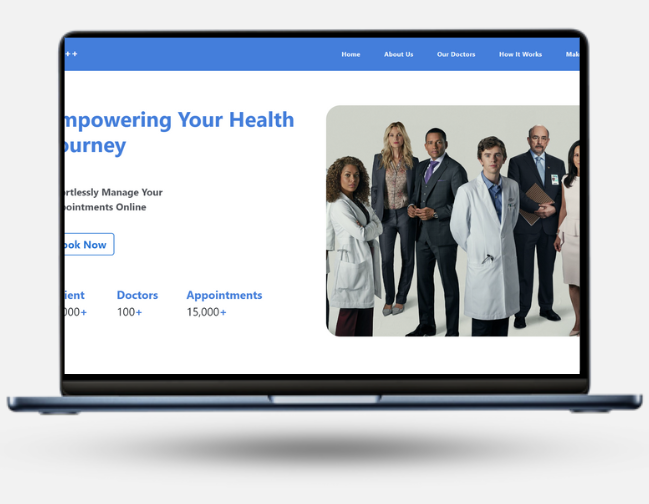 ++
Home About Us Our Doctors How It Works Mak
mpowering Your Health
ourney
ortlessly Manage Your
pointments Online
ook Now
ient Doctors Appointments
000+ 100+ 15,000+